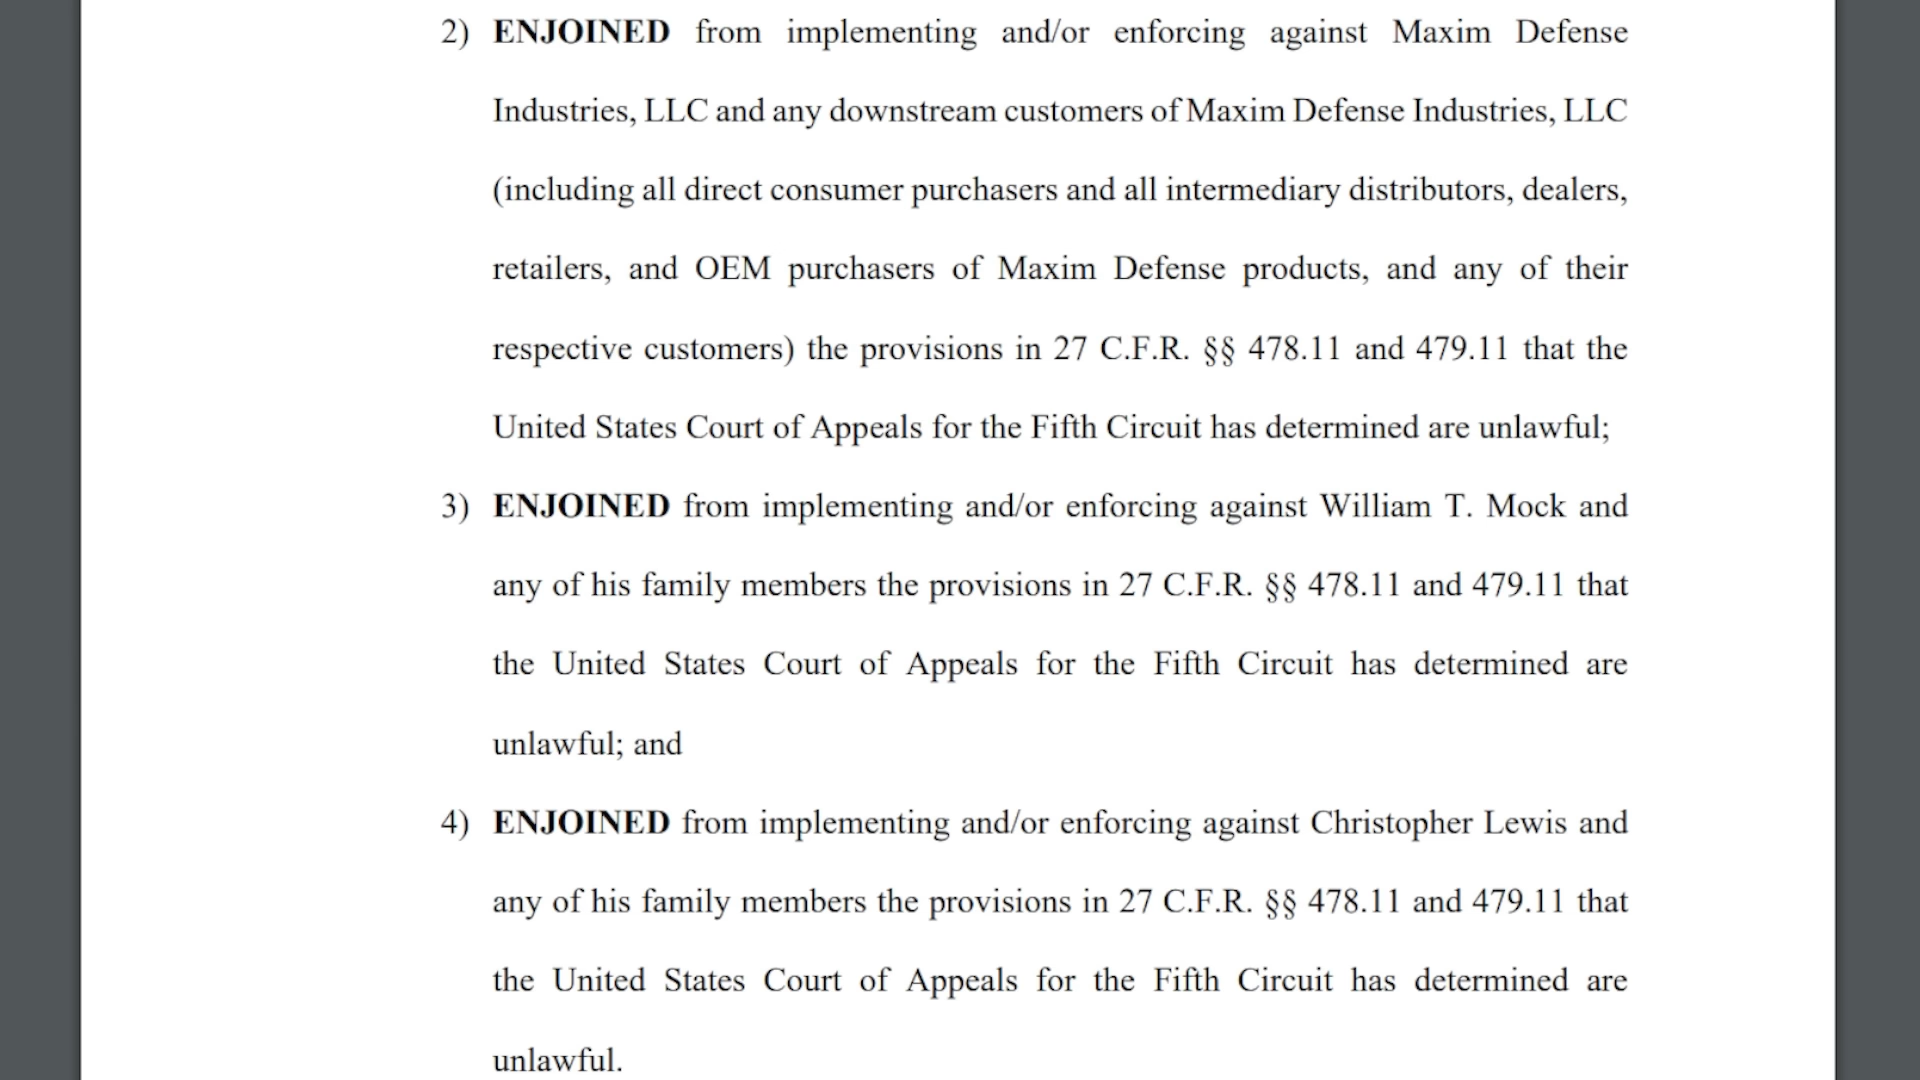 2) ENJOINED from implementing and/or enforcing against Maxim Defense
Industries, LLC and any downstream customers of Maxim Defense Industries, LLC
(including all direct consumer purchasers and all intermediary distributors, dealers,
retailers, and OEM purchasers of Maxim Defense products, and any of their
respective customers) the provisions in 27 C.F.R. §§ 478.11 and 479.11 that the
United States Court of Appeals for the Fifth Circuit has determined are unlawful;
3) ENJOINED from implementing and/or enforcing against William T. Mock and
any of his family members the provisions in 27 C.F.R. §§ 478.11 and 479.11 that
the United States Court of Appeals for the Fifth Circuit has determined are
unlawful; and
4) ENJOINED from implementing and/or enforcing against Christopher Lewis and
any of his family members the provisions in 27 C.F.R. §§ 478.11 and 479.11 that
the United States Court of Appeals for the Fifth Circuit has determined are
unlawful.